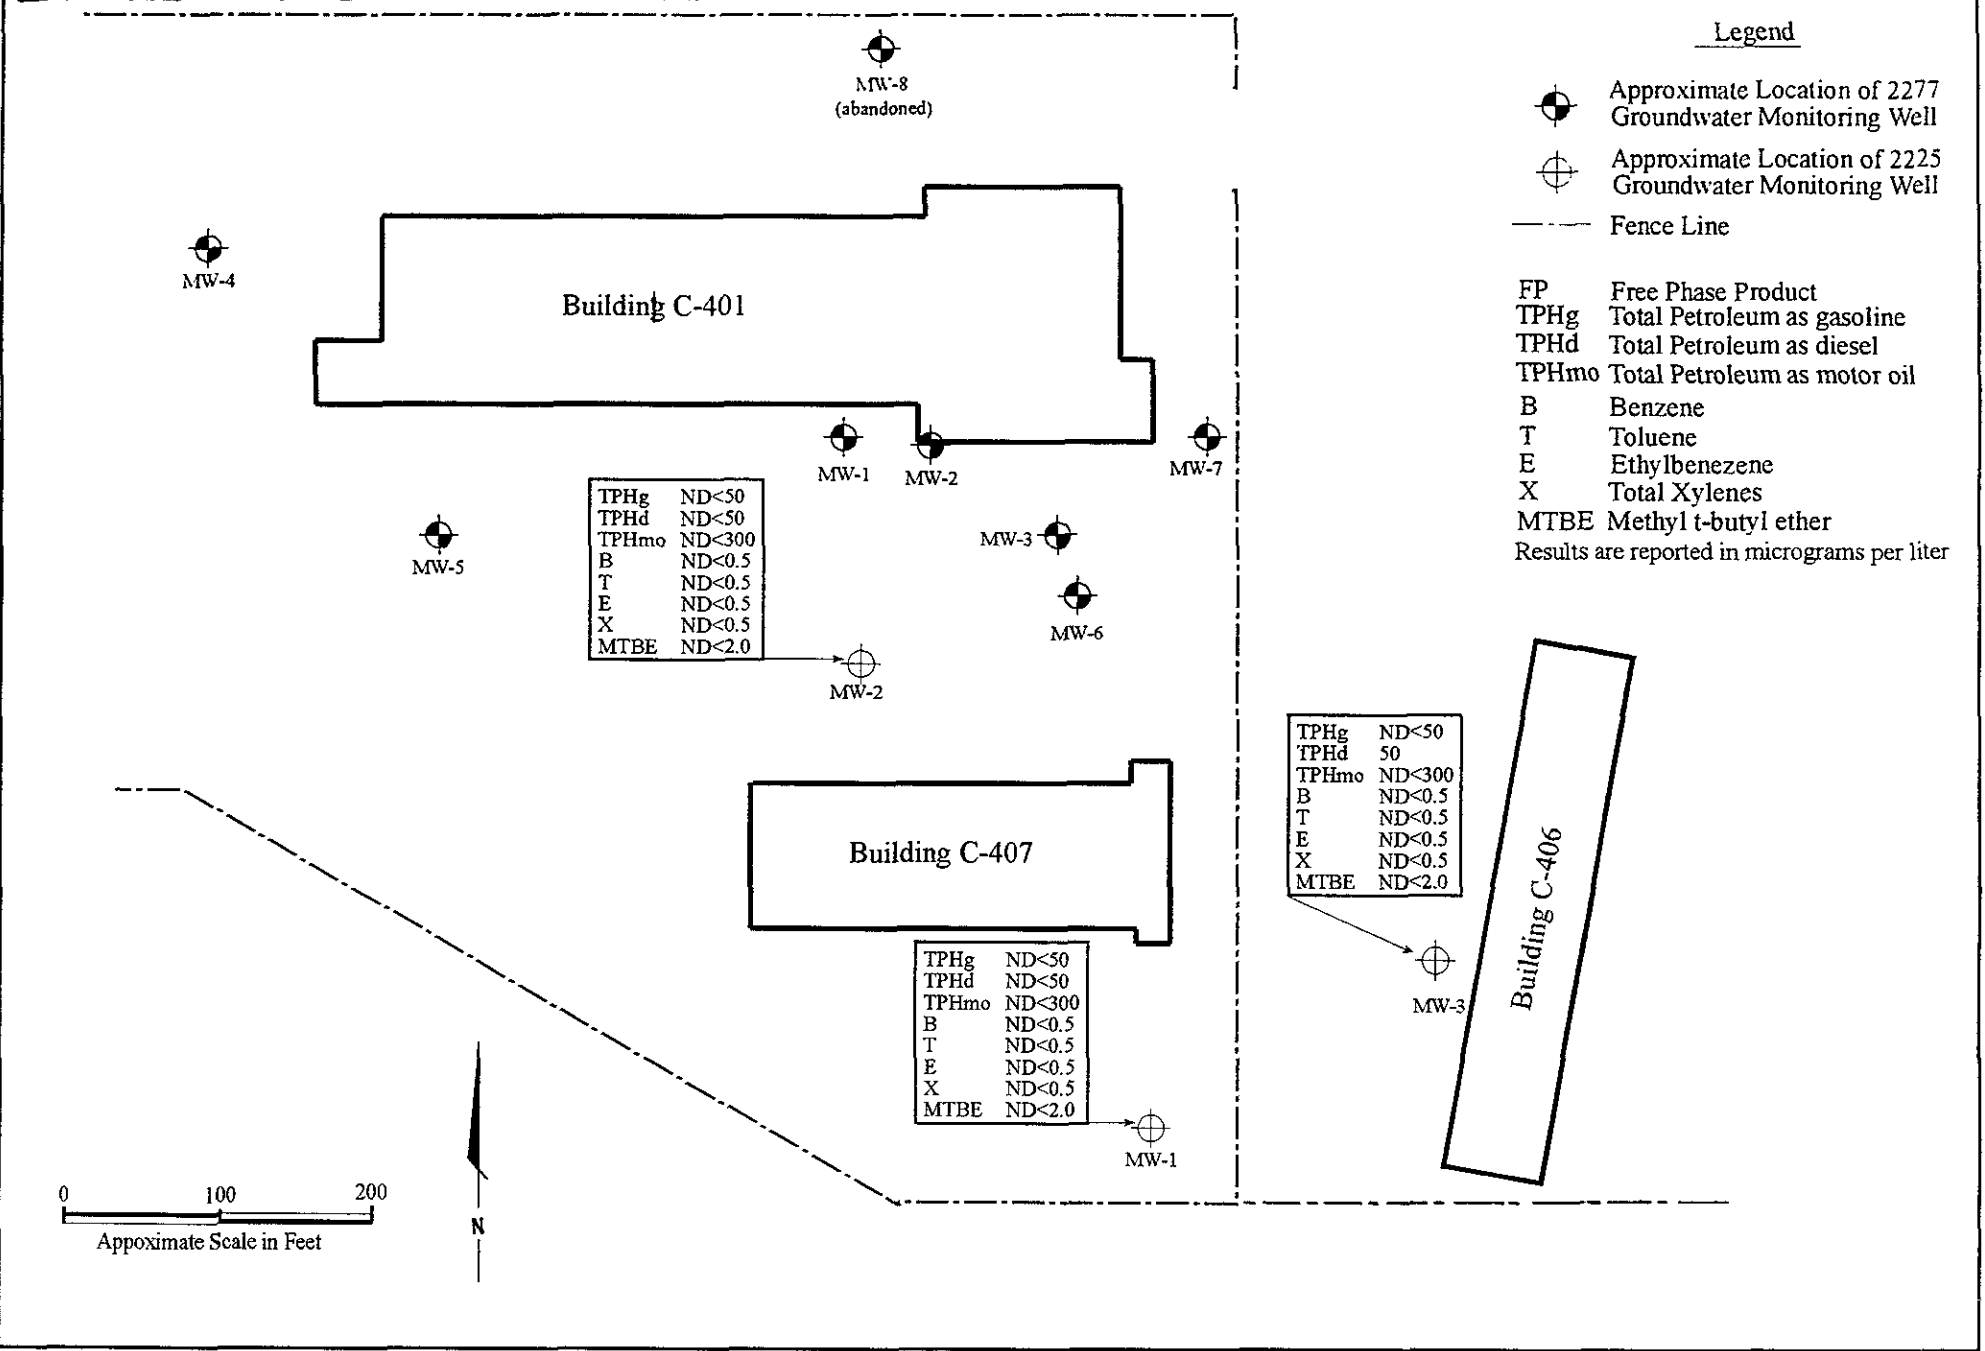 Legend
Approximate Location of 2277
Groundwater Monitoring Well
Approximate Location of 2225
Groundwater Monitoring Well
Fence Line
FP Free Phase Product
TPHg Total Petroleum as gasoline
TPHd Total Petroleum as diesel
TPHmo Total Petroleum as motor oil
B Benzene
T Toluene
E Ethylbenezene
X Total Xylenes
MTBE Methyl t-butyl ether
Results are reported in micrograms per liter
MW-8
(abandoned)
MW-4
Building C-401
MW-1
MW-2
MW-7
MW-3
MW-5
MW-6
TPHg ND<50
TPHd ND<50
TPHmo ND<300
B ND<0.5
T ND<0.5
E ND<0.5
X ND<0.5
MTBE ND<2.0
MW-2
TPHg ND<50
TPHd 50
TPHmo ND<300
B ND<0.5
T ND<0.5
E ND<0.5
X ND<0.5
MTBE ND<2.0
MW-3
Building C-406
Building C-407
TPHg ND<50
TPHd ND<50
TPHmo ND<300
B ND<0.5
T ND<0.5
E ND<0.5
X ND<0.5
MTBE ND<2.0
MW-1
0 100 200
Appoximate Scale in Feet
N